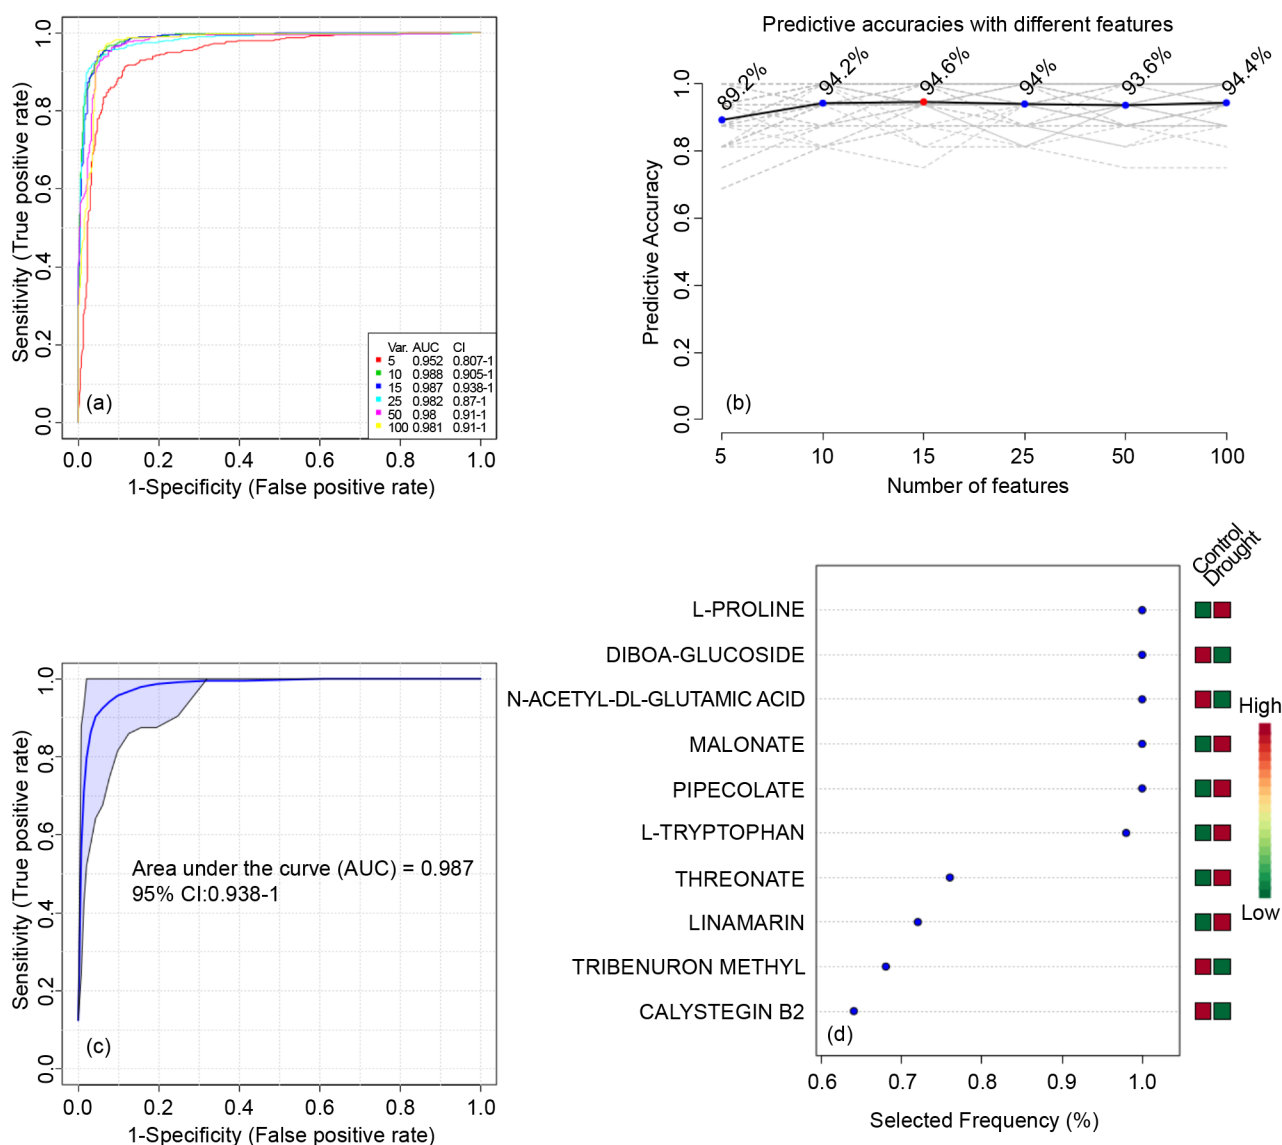 Sensitivity (True positive rate)
1.0
0.8
0.6
0.4
0.2
0.0
(a)
Var. AUC CI
5 0.952 0.807-1
10 0.988 0.905-1
15 0.987 0.938-1
25 0.982 0.87-1
50 0.98 0.91-1
100 0.981 0.91-1
0.0 0.2 0.4 0.6 0.8 1.0
1-Specificity (False positive rate)
Predictive accuracies with different features
89.2% 94.2% 94.6% 94% 93.6% 94.4%
Predictive Accuracy
1.0
0.8
0.6
0.4
0.2
0.0
(b)
5 10 15 25 50 100
Number of features
Sensitivity (True positive rate)
1.0
0.8
0.6
0.4
0.2
0.0
Area under the curve (AUC) = 0.987
95% CI:0.938-1
(c)
0.0 0.2 0.4 0.6 0.8 1.0
1-Specificity (False positive rate)
Control
Drought
L-PROLINE
DIBOA-GLUCOSIDE
N-ACETYL-DL-GLUTAMIC ACID
MALONATE
PIPECOLATE
L-TRYPTOPHAN
THREONATE
LINAMARIN
TRIBENURON METHYL
CALYSTEGIN B2
High
Low
(d)
0.6 0.7 0.8 0.9 1.0
Selected Frequency (%)